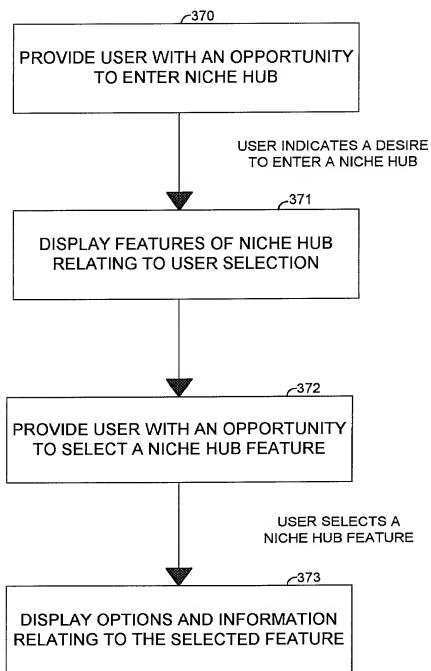 370
PROVIDE USER WITH AN OPPORTUNITY
TO ENTER NICHE HUB
USER INDICATES A DESIRE
TO ENTER A NICHE HUB
371
DISPLAY FEATURES OF NICHE HUB
RELATING TO USER SELECTION
372
PROVIDE USER WITH AN OPPORTUNITY
TO SELECT A NICHE HUB FEATURE
USER SELECTS A
NICHE HUB FEATURE
373
DISPLAY OPTIONS AND INFORMATION
RELATING TO THE SELECTED FEATURE